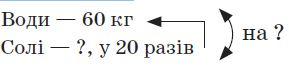 Води — 60 кг
Солі — ?, у 20 разів
на ?